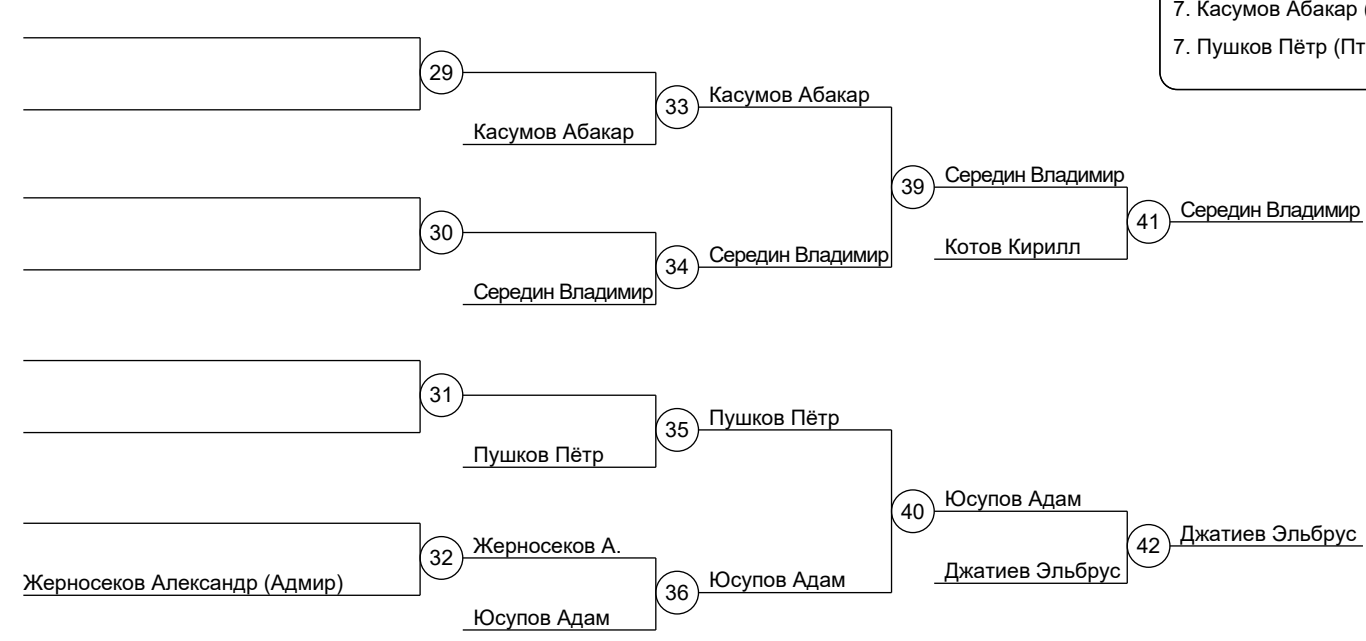 7. Касумов Абакар (
7. Пушков Пётр (Пт
29
Касумов Абакар
33
Касумов Абакар
30
Середин Владимир
34
Середин Владимир
39
Середин Владимир
Котов Кирилл
41
Середин Владимир
31
Пушков Пётр
35
Пушков Пётр
Жерносеков Александр (Адмир)
32
Жерносеков А.
Юсупов Адам
36
Юсупов Адам
40
Юсупов Адам
Джатиев Эльбрус
42
Джатиев Эльбрус